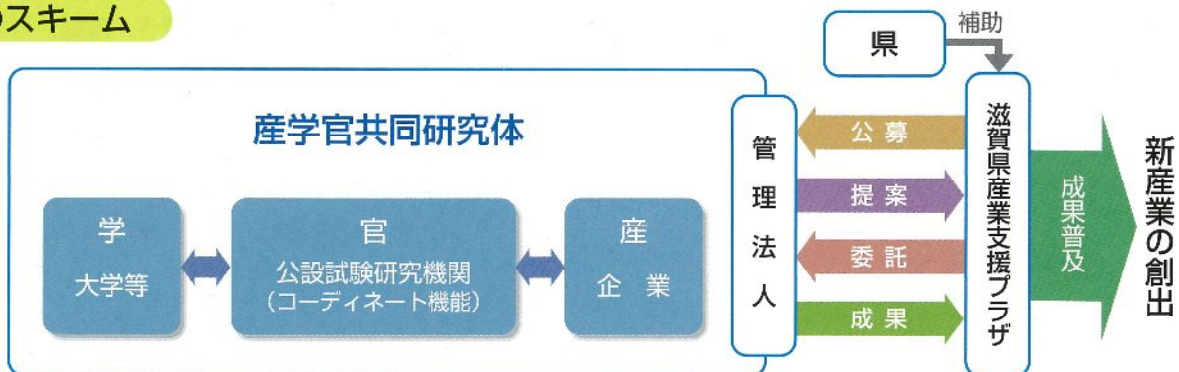 のスキーム
県
補助
産学官共同研究体
学
大学等
官
公設試験研究機関
（コーディネート機能）
産
企業
管理法人
公募
提案
委託
成果
滋賀県産業支援プラザ
成果普及
新産業の創出